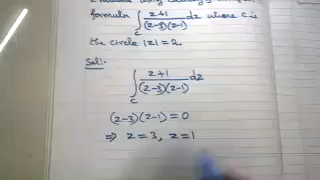 formula ∫_C (z+1)/((z-3)(z-1)) dz where C is
the circle |z| = 2
Sol:-
∫_C (z+1)/((z-3)(z-1)) dz
(z-3)(z-1) = 0
⇒ z = 3, z = 1